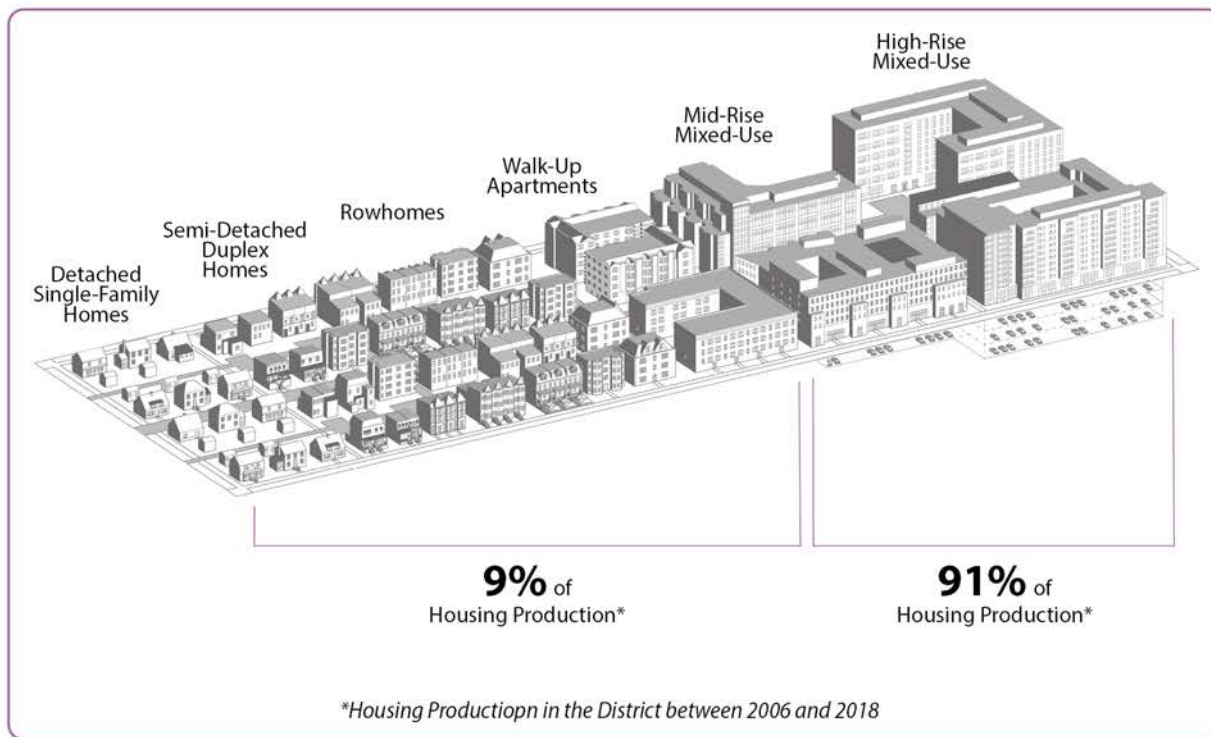 Detached
Single-Family
Homes
Semi-Detached
Duplex
Homes
Rowhomes
Walk-Up
Apartments
Mid-Rise
Mixed-Use
High-Rise
Mixed-Use
9% of
Housing Production*
91% of
Housing Production*
*Housing Productiopn in the District between 2006 and 2018